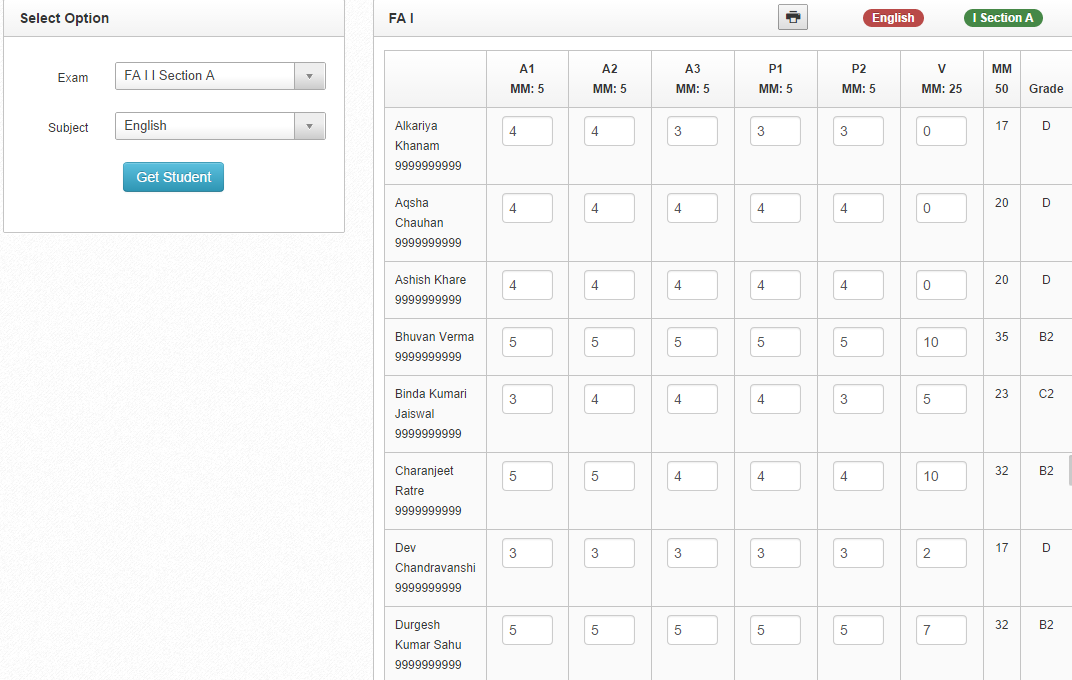 Select Option
Exam
FA I I Section A
Subject
English
Get Student
FA I
English
I Section A
A1 A2 A3 P1 P2 V MM
MM: 5 MM: 5 MM: 5 MM: 5 MM: 5 MM: 25 50 Grade
Alkariya 4 4 3 3 3 0 17 D
Khanam
9999999999
Aqsha 4 4 4 4 4 0 20 D
Chauhan
9999999999
Ashish Khare 4 4 4 4 4 0 20 D
9999999999
Bhuvan Verma 5 5 5 5 5 10 35 B2
9999999999
Binda Kumari 3 4 4 4 3 5 23 C2
Jaiswal
9999999999
Charanjeet 5 5 4 4 4 10 32 B2
Ratre
9999999999
Dev 3 3 3 3 3 2 17 D
Chandravanshi
9999999999
Durgesh 5 5 5 5 5 7 32 B2
Kumar Sahu
9999999999